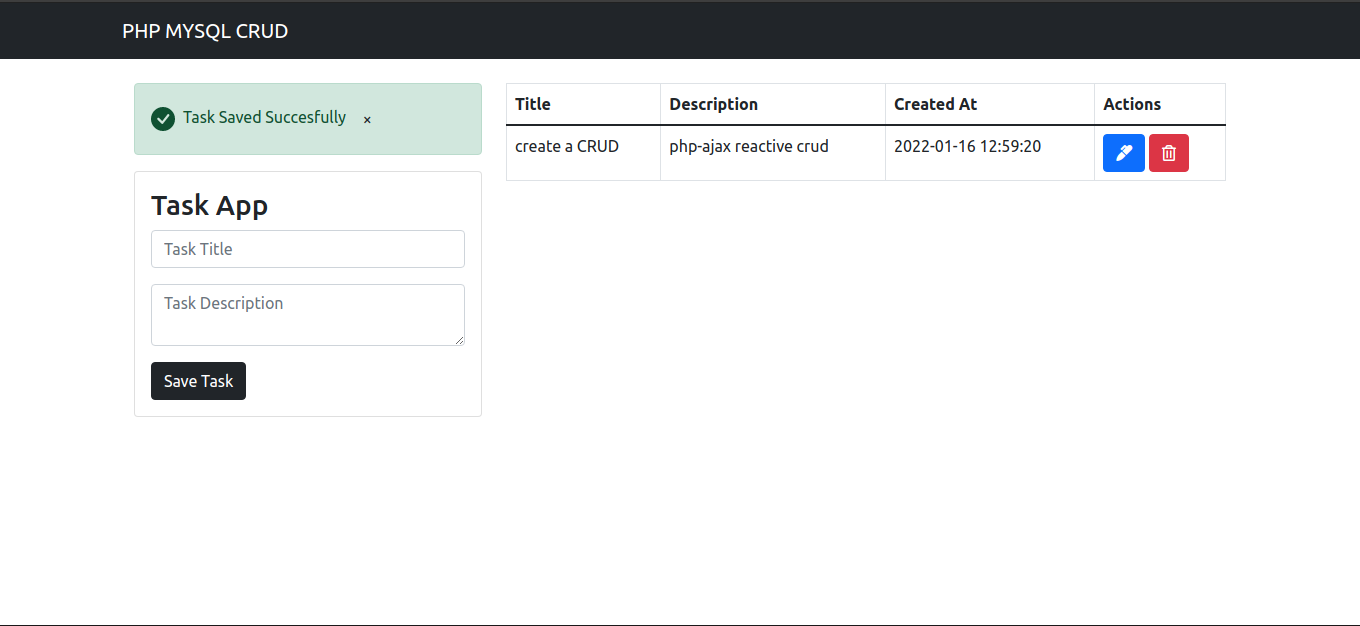 PHP MYSQL CRUD
Task Saved Succesfully ×
Task App
Task Title
Task Description
Save Task
Title Description Created At Actions
create a CRUD php-ajax reactive crud 2022-01-16 12:59:20